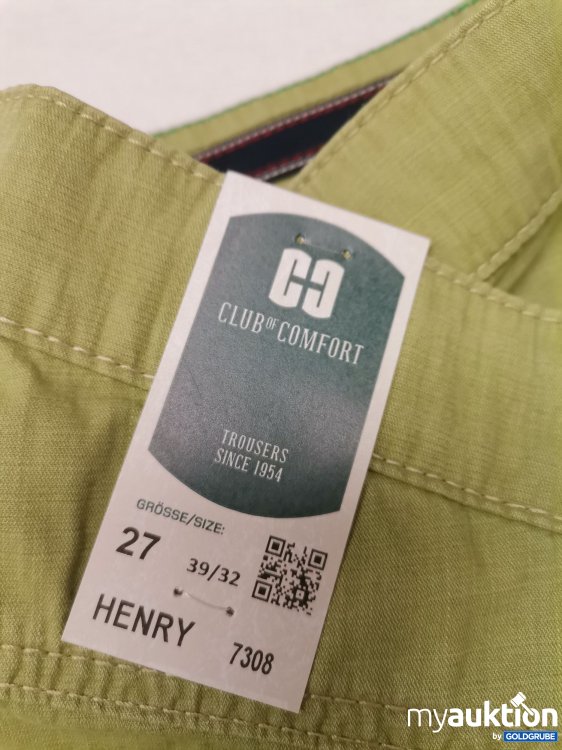 CLUB OF COMFORT
TROUSERS
SINCE 1954
GRÖSSE/SIZE:
27
39/32
HENRY
7308
myauktion
by GOLDGRUBE